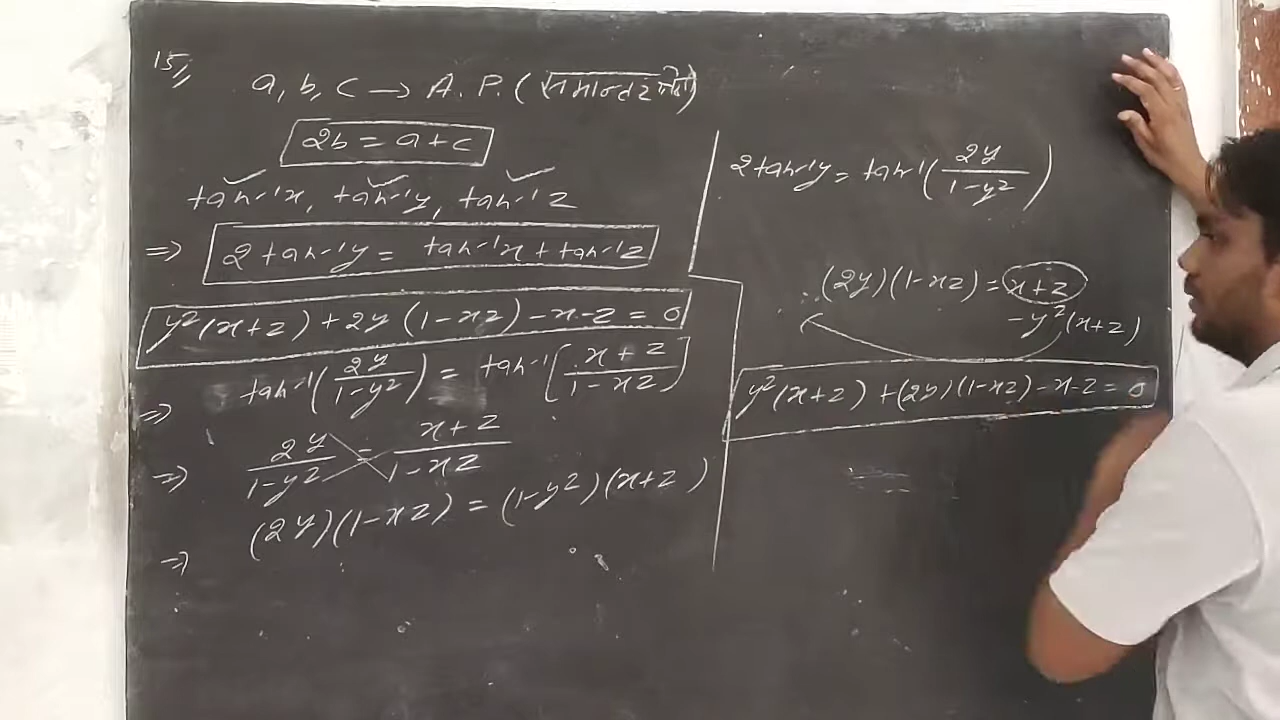 15,,
a, b, c → A.P. (समान्तर श्रेणी)
2b = a+c
tan⁻¹x, tan⁻¹y, tan⁻¹z
⇒ 2 tan⁻¹y = tan⁻¹x + tan⁻¹z
y²(x+z) + 2y (1-xz) - x - z = 0
⇒ tan⁻¹(2y/1-y²) = tan⁻¹[x+z/1-xz]
⇒ 2y/1-y² = x+z/1-xz
⇒ (2y)(1-xz) = (1-y²)(x+z)
2tan⁻¹y = tan⁻¹(2y/1-y²)
∴ (2y)(1-xz) = x+z
-y²(x+z)
y²(x+z) + (2y)(1-xz) - x - z = 0